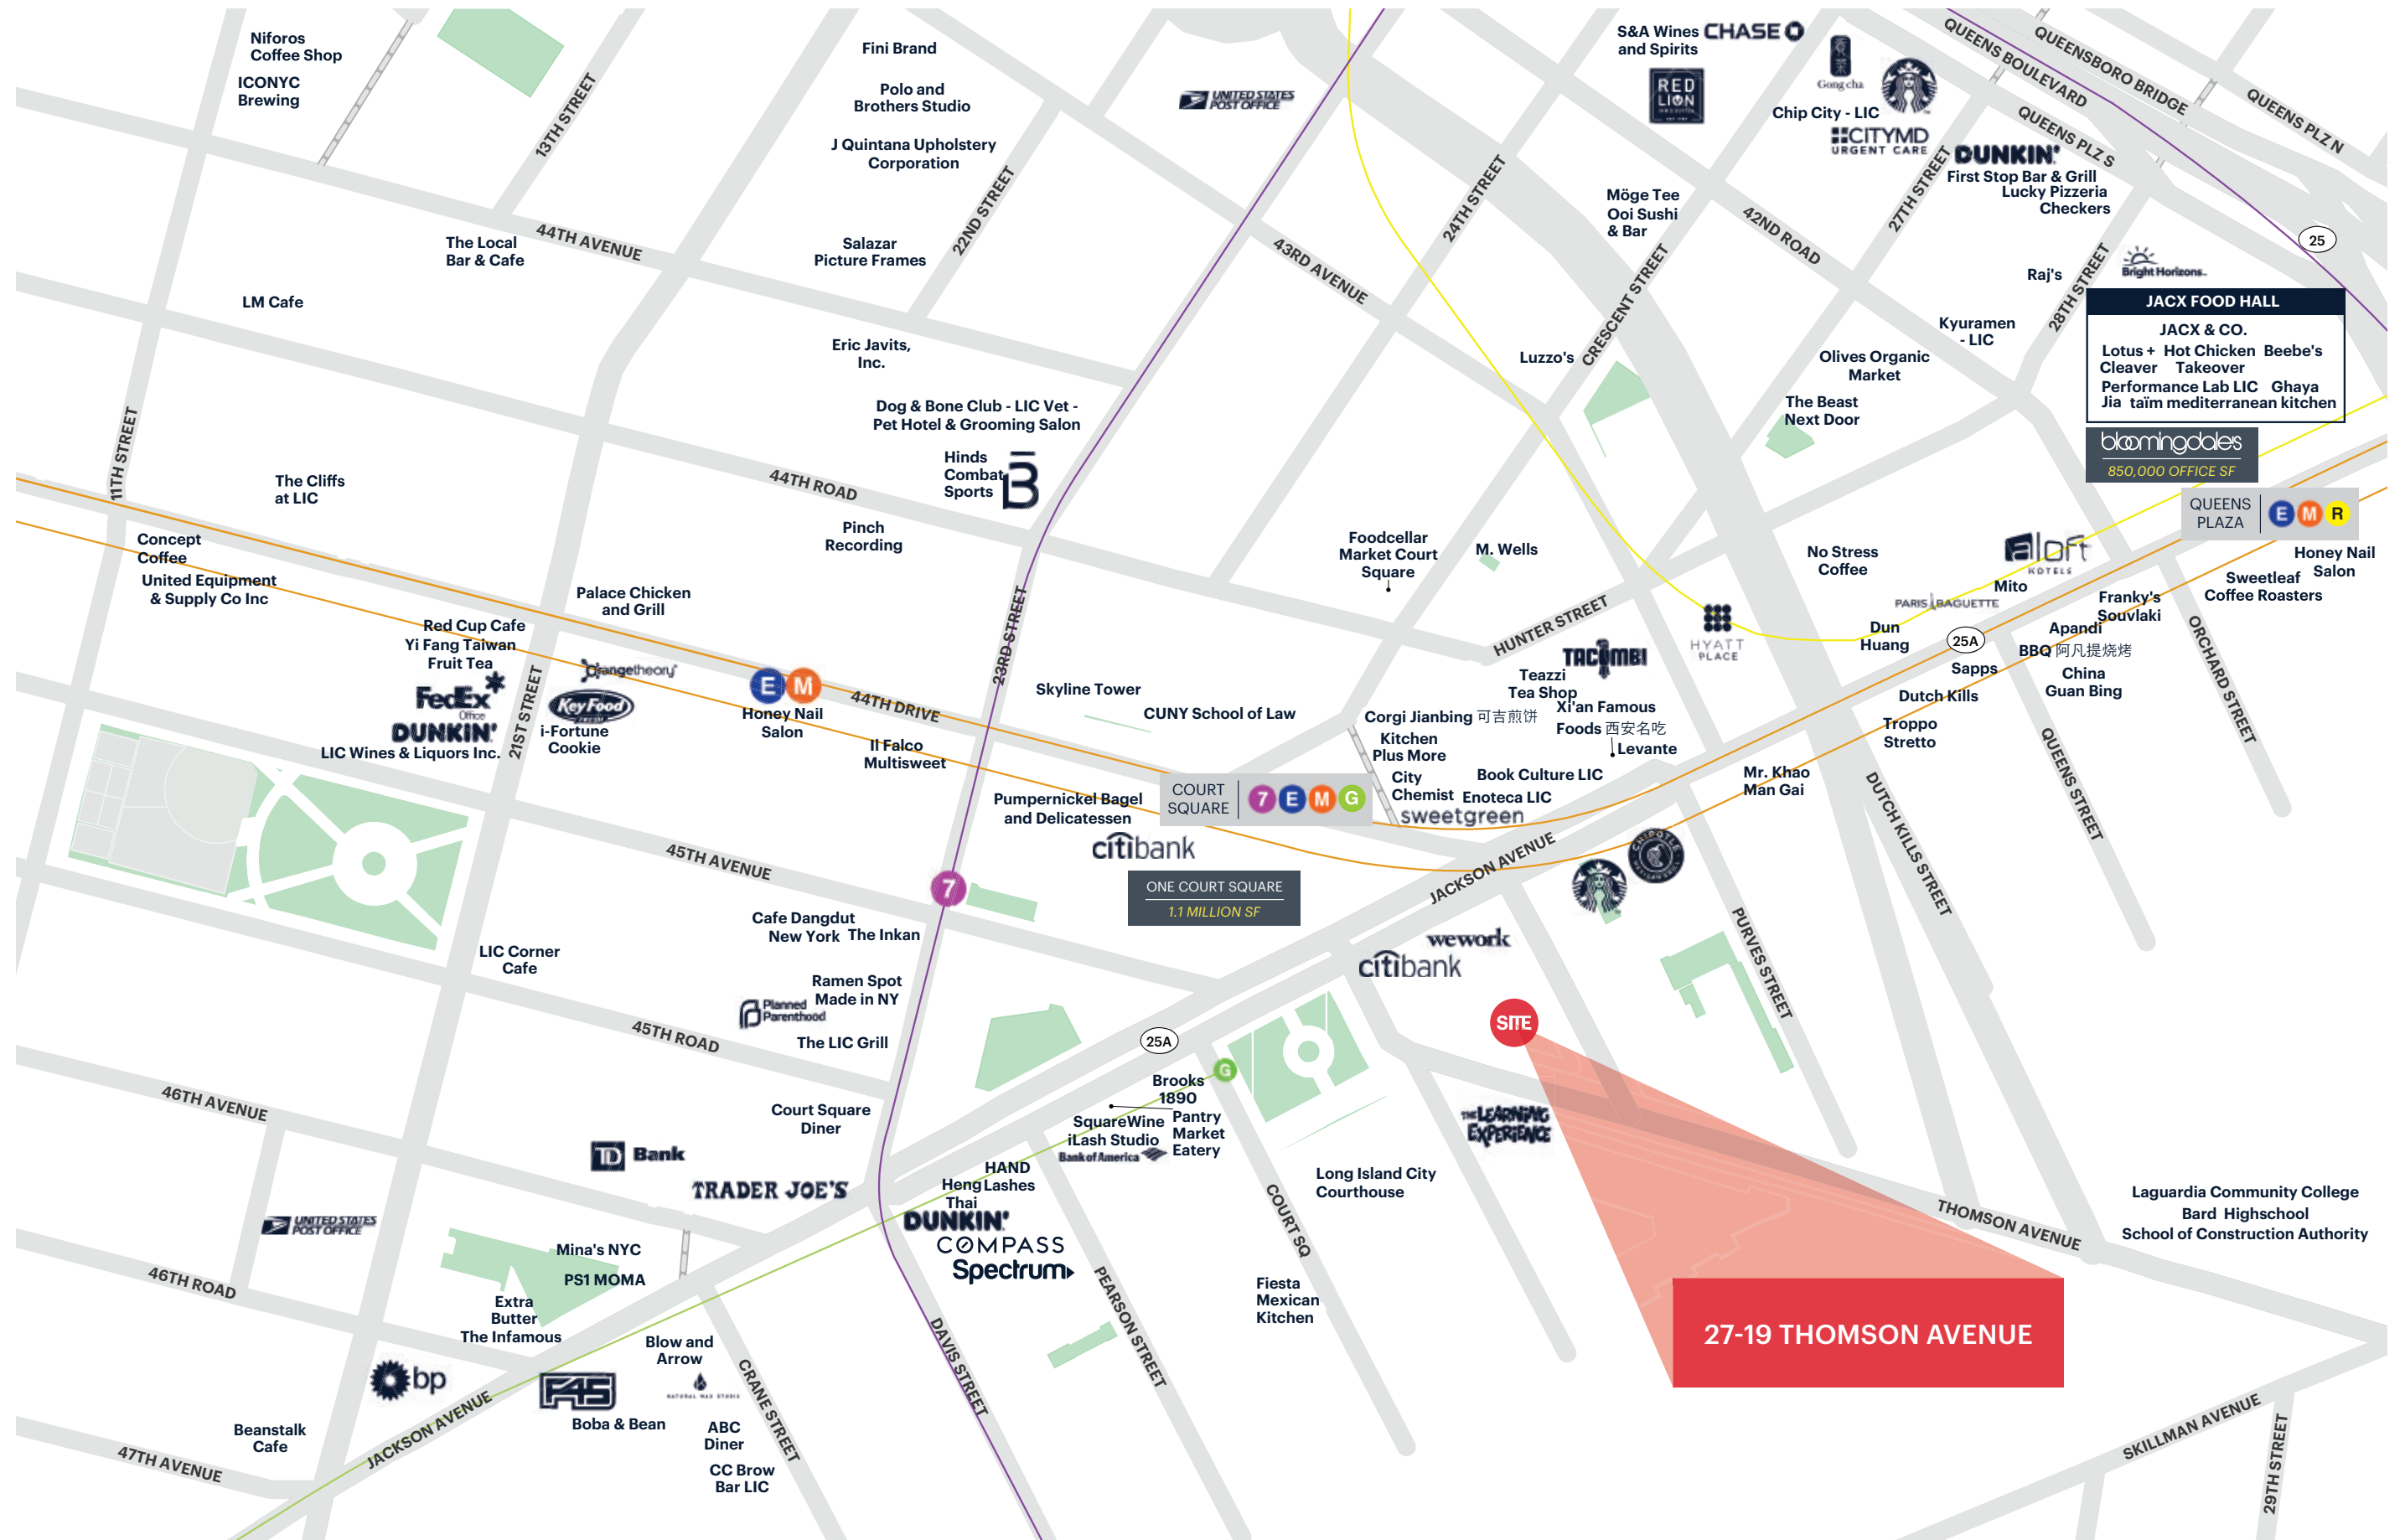 Niforos
Coffee Shop
ICONYC
Brewing
13TH STREET
Fini Brand
Polo and
Brothers Studio
J Quintana Upholstery
Corporation
UNITED STATES
POST OFFICE
22ND STREET
S&A Wines
and Spirits
CHASE
RED
LION
Gong cha
貢茶
Chip City - LIC
CITYMD
URGENT CARE
QUEENS BOULEVARD
QUEENSBORO BRIDGE
QUEENS PLZ N
QUEENS PLZ S
27TH STREET
DUNKIN'
First Stop Bar & Grill
Lucky Pizzeria
Checkers
25
24TH STREET
Möge Tee
Ooi Sushi
& Bar
42ND ROAD
44TH AVENUE
The Local
Bar & Cafe
Salazar
Picture Frames
43RD AVENUE
CRESCENT STREET
Raj's
28TH STREET
Bright Horizons
LM Cafe
Eric Javits,
Inc.
Luzzo's
Kyuramen
- LIC
Olives Organic
Market
JACX FOOD HALL
JACX & CO.
Lotus + Hot Chicken Beebe's
Cleaver Takeover
Performance Lab LIC Ghaya
Jia taïm mediterranean kitchen
bloomingdale's
850,000 OFFICE SF
The Beast
Next Door
Dog & Bone Club - LIC Vet -
Pet Hotel & Grooming Salon
Hinds
Combat
Sports
B
11TH STREET
The Cliffs
at LIC
44TH ROAD
Pinch
Recording
Concept
Coffee
United Equipment
& Supply Co Inc
Foodcellar
Market Court
Square
M. Wells
No Stress
Coffee
aloft
HOTELS
QUEENS
PLAZA
E M R
Honey Nail
Salon
Sweetleaf
Coffee Roasters
Mito
PARIS BAGUETTE
Franky's
Souvlaki
Palace Chicken
and Grill
Red Cup Cafe
Yi Fang Taiwan
Fruit Tea
FedEx
Office
DUNKIN'
LIC Wines & Liquors Inc.
21ST STREET
orangetheory
Key Food
FRESH
i-Fortune
Cookie
E M
Honey Nail
Salon
44TH DRIVE
Il Falco
Multisweet
23RD STREET
Skyline Tower
CUNY School of Law
HUNTER STREET
TACOMBI
HYATT
PLACE
Dun
Huang
25A
Apandi
BBQ 阿凡提烧烤
Sapps
China
Guan Bing
ORCHARD STREET
Teazzi
Tea Shop
Corgi Jianbing 可吉煎饼
Xi'an Famous
Foods 西安名吃
Levante
Kitchen
Plus More
City
Chemist
Book Culture LIC
Enoteca LIC
sweetgreen
Dutch Kills
Troppo
Stretto
Mr. Khao
Man Gai
QUEENS STREET
DUTCH KILLS STREET
Pumpernickel Bagel
and Delicatessen
COURT
SQUARE
7 E M G
citibank
ONE COURT SQUARE
1.1 MILLION SF
JACKSON AVENUE
CHIPOTLE
45TH AVENUE
7
Cafe Dangdut
New York
The Inkan
LIC Corner
Cafe
Ramen Spot
Made in NY
Planned
Parenthood
The LIC Grill
45TH ROAD
wework
citibank
PURVES STREET
SITE
25A
G
46TH AVENUE
Court Square
Diner
Brooks
1890
SquareWine
iLash Studio
Bank of America
Pantry
Market
Eatery
THE LEARNING
EXPERIENCE
TD Bank
TRADER JOE'S
HAND
Heng
Thai
Lashes
DUNKIN'
COMPASS
Spectrum
COURT SQ
Long Island City
Courthouse
THOMSON AVENUE
Laguardia Community College
Bard Highschool
School of Construction Authority
UNITED STATES
POST OFFICE
Mina's NYC
PS1 MOMA
46TH ROAD
Extra
Butter
The Infamous
Fiesta
Mexican
Kitchen
PEARSON STREET
DAVIS STREET
27-19 THOMSON AVENUE
Blow and
Arrow
NATURAL WAX STUDIO
bp
F45
Boba & Bean
CRANE STREET
ABC
Diner
CC Brow
Bar LIC
Beanstalk
Cafe
JACKSON AVENUE
47TH AVENUE
SKILLMAN AVENUE
29TH STREET